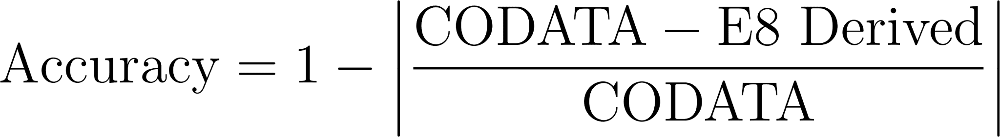 Accuracy = 1 − | CODATA − E8 Derived / CODATA |